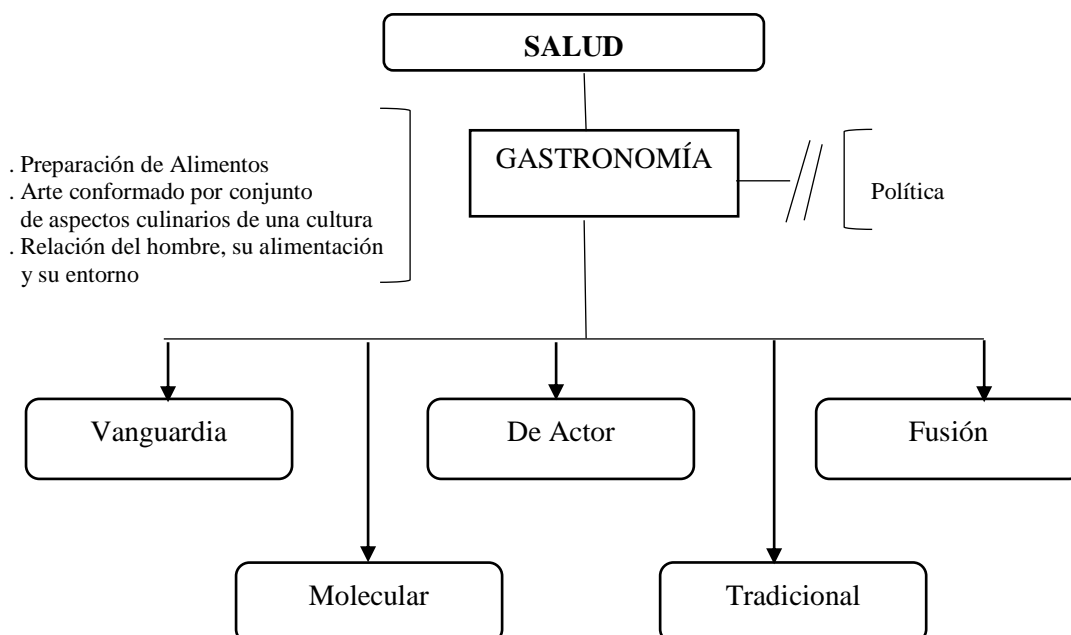 SALUD
GASTRONOMÍA
. Preparación de Alimentos
. Arte conformado por conjunto
de aspectos culinarios de una cultura
. Relación del hombre, su alimentación
y su entorno
Política
Vanguardia
De Actor
Fusión
Molecular
Tradicional